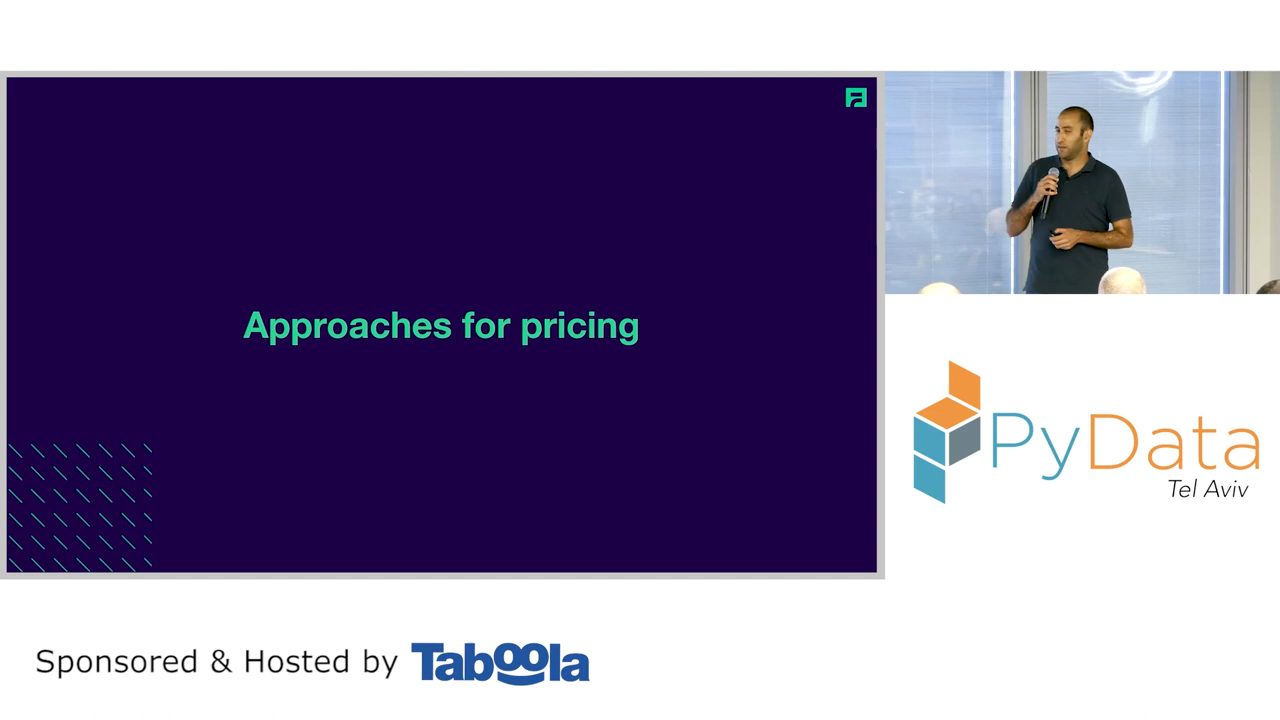 Approaches for pricing
PyData
Tel Aviv
Sponsored & Hosted by Taboola